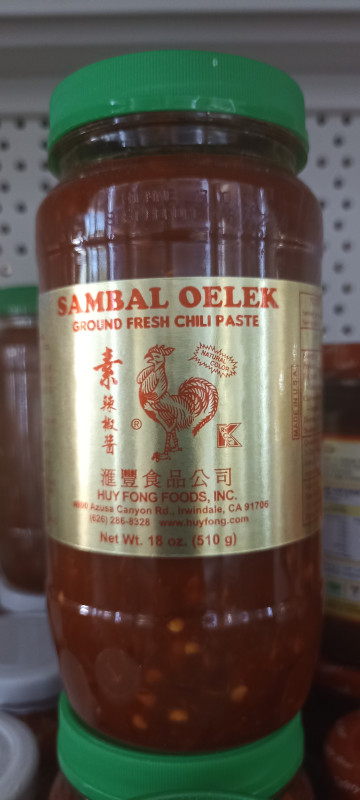 SAMBAL OELEK
GROUND FRESH CHILI PASTE
NATURAL
COLOR
素
辣
椒
醬
®
K
滙豐食品公司
HUY FONG FOODS, INC.
Azusa Canyon Rd., Irwindale, CA 91706
(626) 286-8328 www.huyfong.com
Net Wt. 18 oz. (510 g)